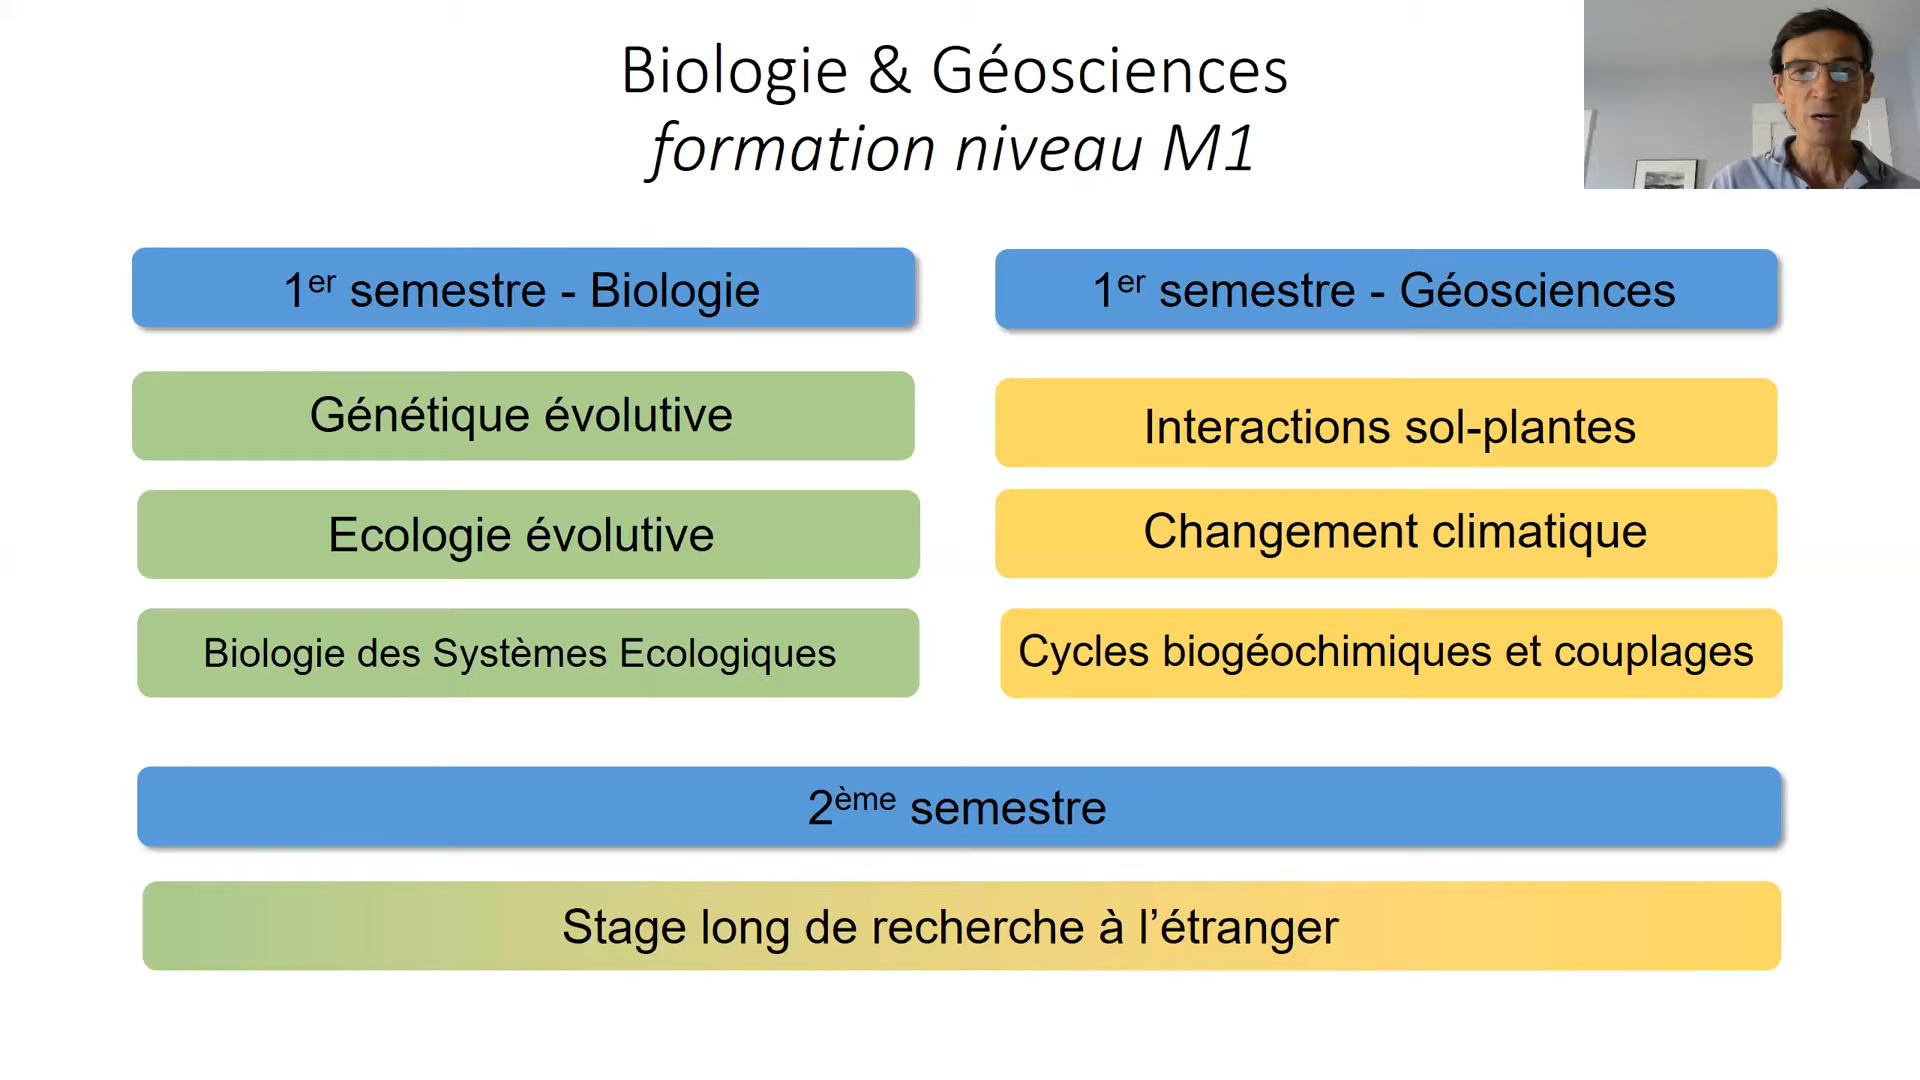 Biologie & Géosciences
formation niveau M1
1er semestre - Biologie
Génétique évolutive
Ecologie évolutive
Biologie des Systèmes Ecologiques
1er semestre - Géosciences
Interactions sol-plantes
Changement climatique
Cycles biogéochimiques et couplages
2ème semestre
Stage long de recherche à l’étranger